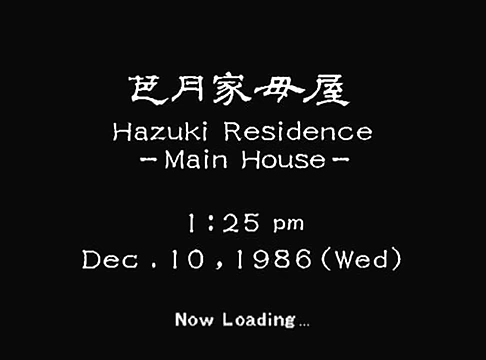 芭月家母屋
Hazuki Residence
-Main House-
1:25 pm
Dec.10,1986(Wed)
Now Loading...